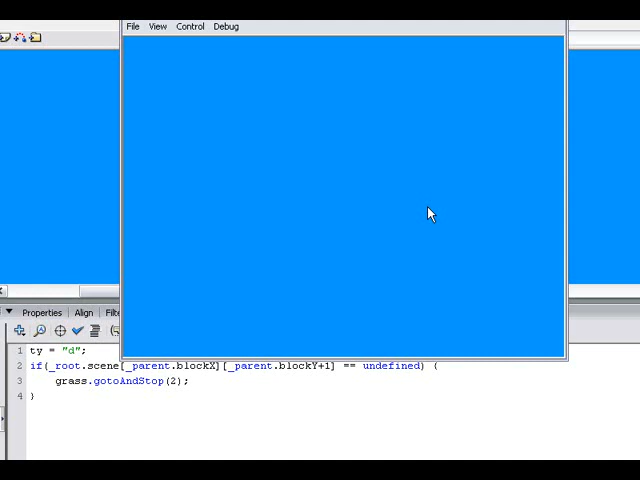 File View Control Debug
Properties Align Filte
1 ty = "d";
2 if(_root.scene[_parent.blockX][_parent.blockY+1] == undefined) {
3 grass.gotoAndStop(2);
4 }